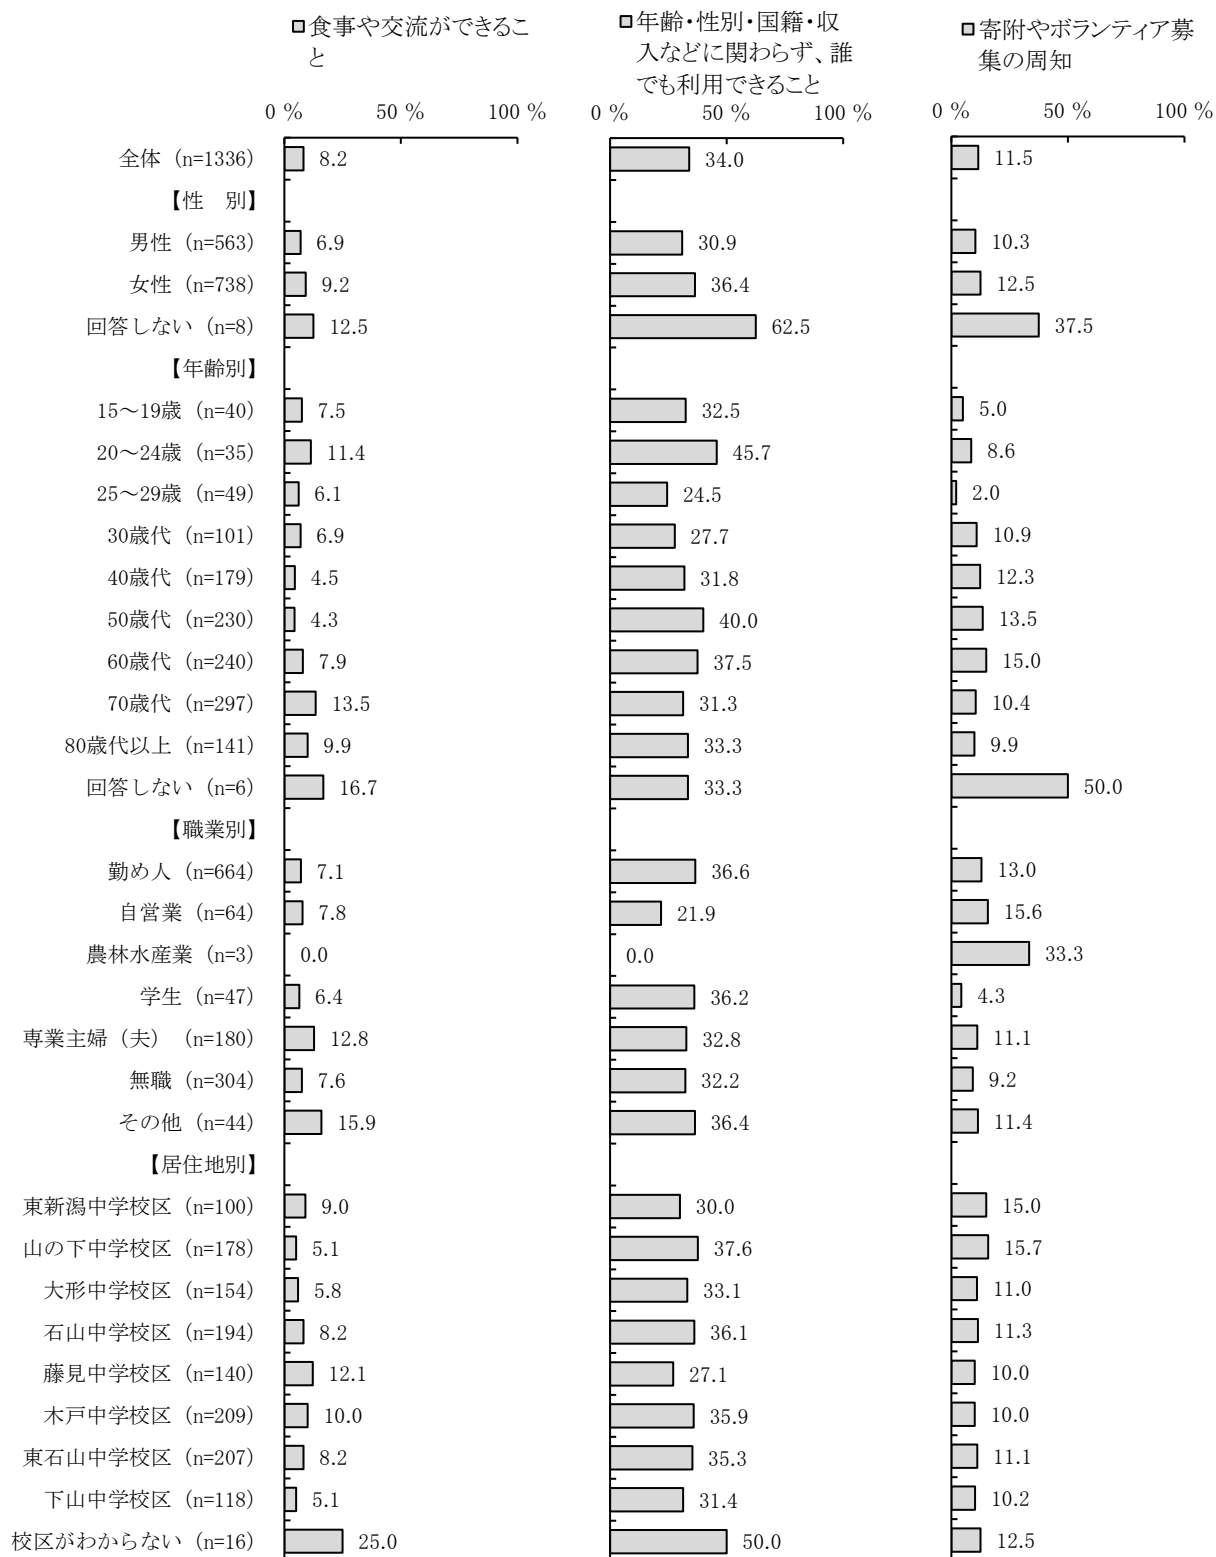 食事や交流ができるこ
と
年齢・性別・国籍・収
入などに関わらず、誰
でも利用できること
寄附やボランティア募
集の周知
0 % 50 % 100 % 0 % 50 % 100 % 0 % 50 % 100 %
全体（n=1336） 8.2 34.0 11.5
【性　別】
男性（n=563） 6.9 30.9 10.3
女性（n=738） 9.2 36.4 12.5
回答しない（n=8） 12.5 62.5 37.5
【年齢別】
15～19歳（n=40） 7.5 32.5 5.0
20～24歳（n=35） 11.4 45.7 8.6
25～29歳（n=49） 6.1 24.5 2.0
30歳代（n=101） 6.9 27.7 10.9
40歳代（n=179） 4.5 31.8 12.3
50歳代（n=230） 4.3 40.0 13.5
60歳代（n=240） 7.9 37.5 15.0
70歳代（n=297） 13.5 31.3 10.4
80歳代以上（n=141） 9.9 33.3 9.9
回答しない（n=6） 16.7 33.3 50.0
【職業別】
勤め人（n=664） 7.1 36.6 13.0
自営業（n=64） 7.8 21.9 15.6
農林水産業（n=3） 0.0 0.0 33.3
学生（n=47） 6.4 36.2 4.3
専業主婦（夫）（n=180） 12.8 32.8 11.1
無職（n=304） 7.6 32.2 9.2
その他（n=44） 15.9 36.4 11.4
【居住地別】
東新潟中学校区（n=100） 9.0 30.0 15.0
山の下中学校区（n=178） 5.1 37.6 15.7
大形中学校区（n=154） 5.8 33.1 11.0
石山中学校区（n=194） 8.2 36.1 11.3
藤見中学校区（n=140） 12.1 27.1 10.0
木戸中学校区（n=209） 10.0 35.9 10.0
東石山中学校区（n=207） 8.2 35.3 11.1
下山中学校区（n=118） 5.1 31.4 10.2
校区がわからない（n=16） 25.0 50.0 12.5